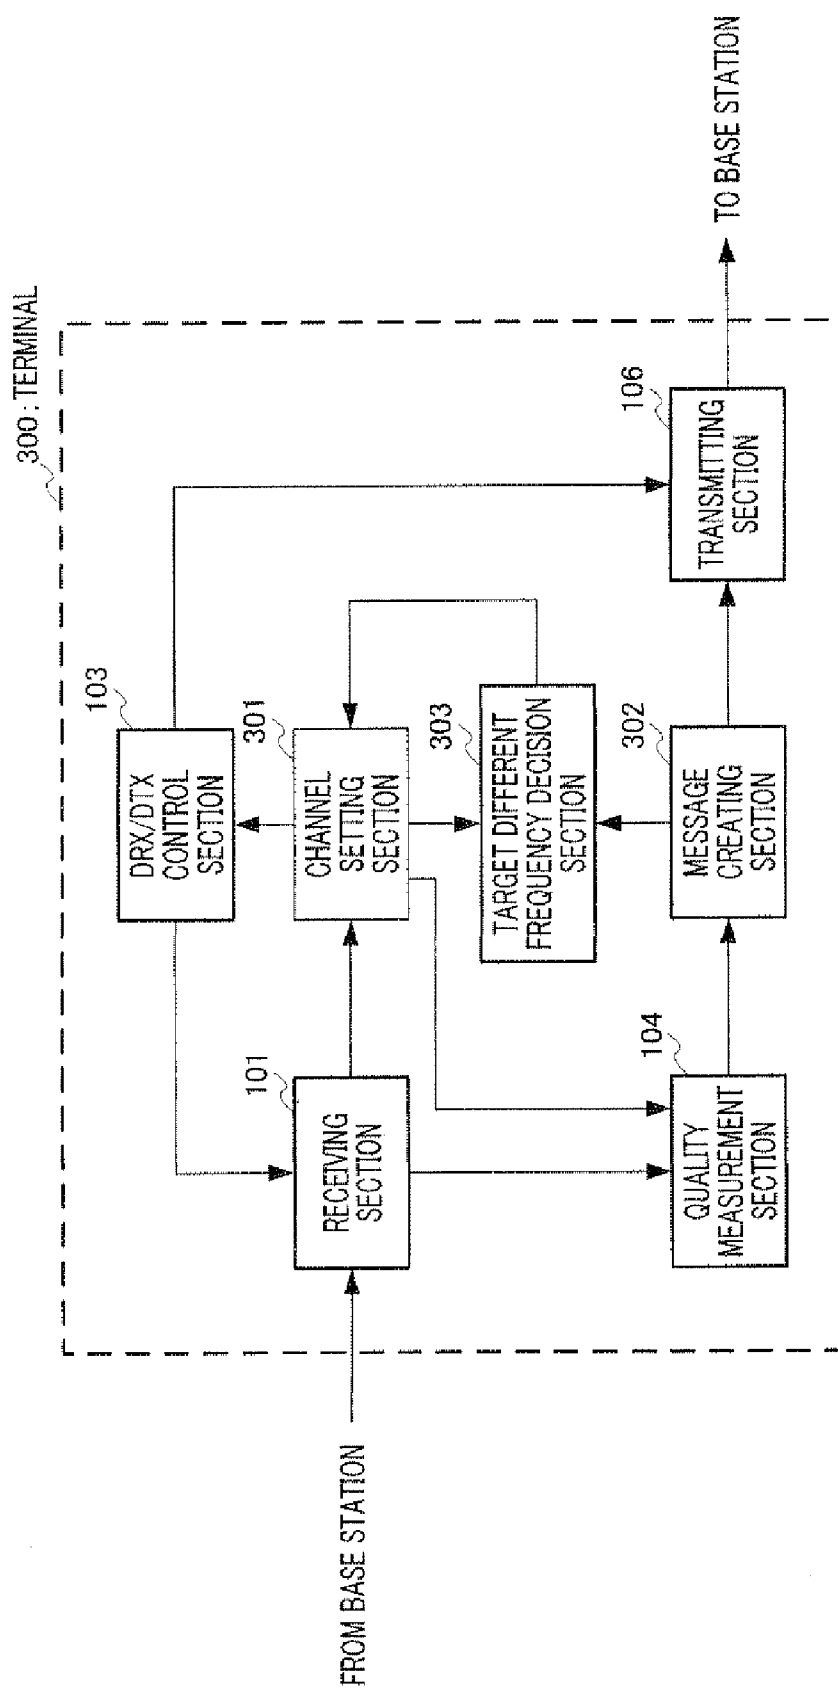 300 : TERMINAL
103
DRX/DTX
CONTROL
SECTION
101
RECEIVING
SECTION
301
CHANNEL
SETTING
SECTION
303
TARGET DIFFERENT
FREQUENCY DECISION
SECTION
104
QUALITY
MEASUREMENT
SECTION
302
MESSAGE
CREATING
SECTION
106
TRANSMITTING
SECTION
FROM BASE STATION
TO BASE STATION